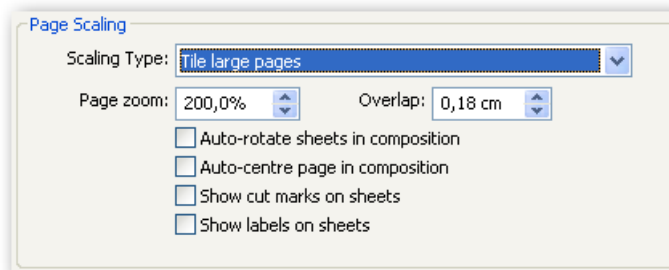 Page Scaling
Scaling Type: Tile large pages
Page zoom: 200,0% Overlap: 0,18 cm
Auto-rotate sheets in composition
Auto-centre page in composition
Show cut marks on sheets
Show labels on sheets